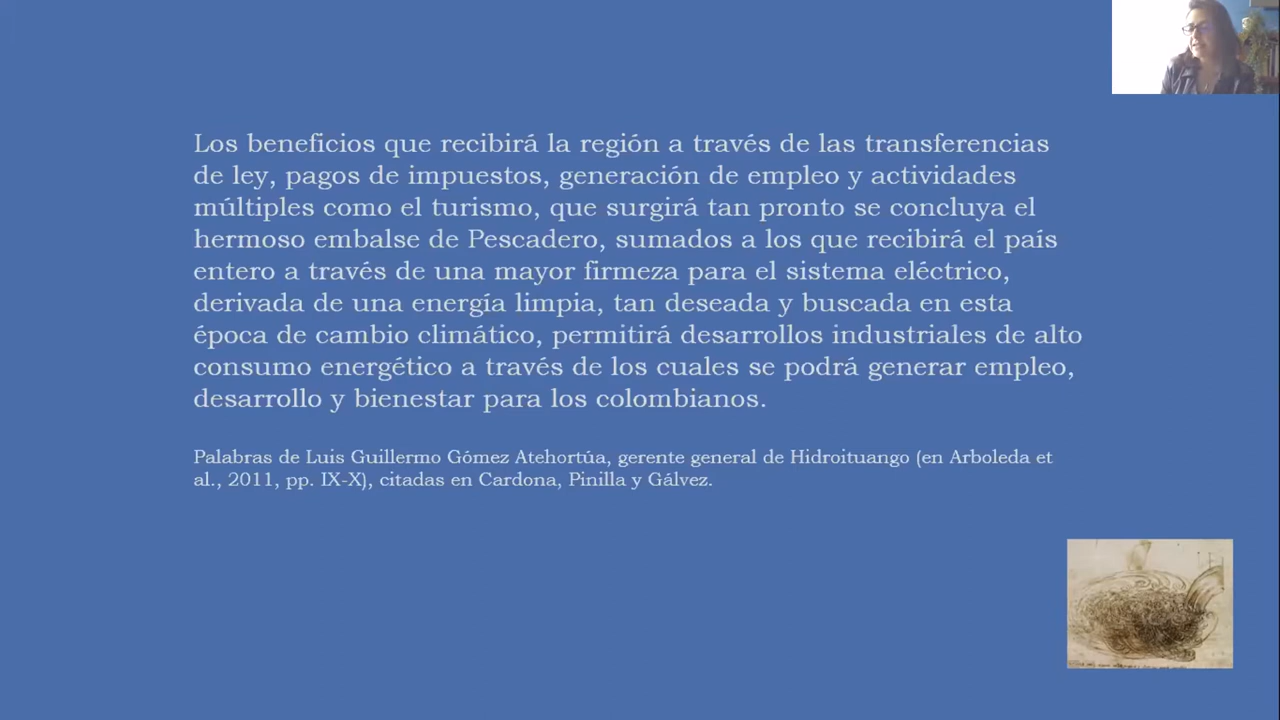 Los beneficios que recibirá la región a través de las transferencias
de ley, pagos de impuestos, generación de empleo y actividades
múltiples como el turismo, que surgirá tan pronto se concluya el
hermoso embalse de Pescadero, sumados a los que recibirá el país
entero a través de una mayor firmeza para el sistema eléctrico,
derivada de una energía limpia, tan deseada y buscada en esta
época de cambio climático, permitirá desarrollos industriales de alto
consumo energético a través de los cuales se podrá generar empleo,
desarrollo y bienestar para los colombianos.
Palabras de Luis Guillermo Gómez Atehortúa, gerente general de Hidroituango (en Arboleda et
al., 2011, pp. IX-X), citadas en Cardona, Pinilla y Gálvez.